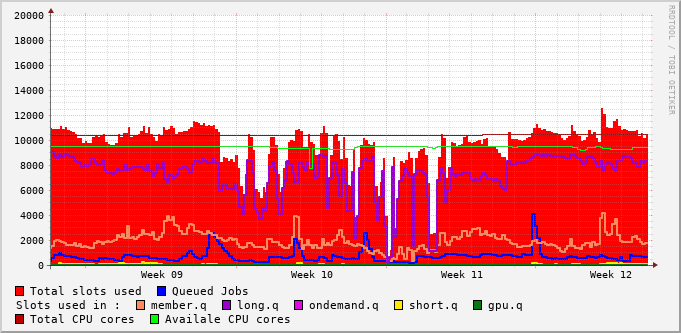 20000
18000
16000
14000
12000
10000
8000
6000
4000
2000
0
Week 09 Week 10 Week 11 Week 12
Total slots used Queued Jobs
Slots used in : member.q long.q ondemand.q short.q gpu.q
Total CPU cores Availale CPU cores
RRDTOOL / TOBI OETIKER